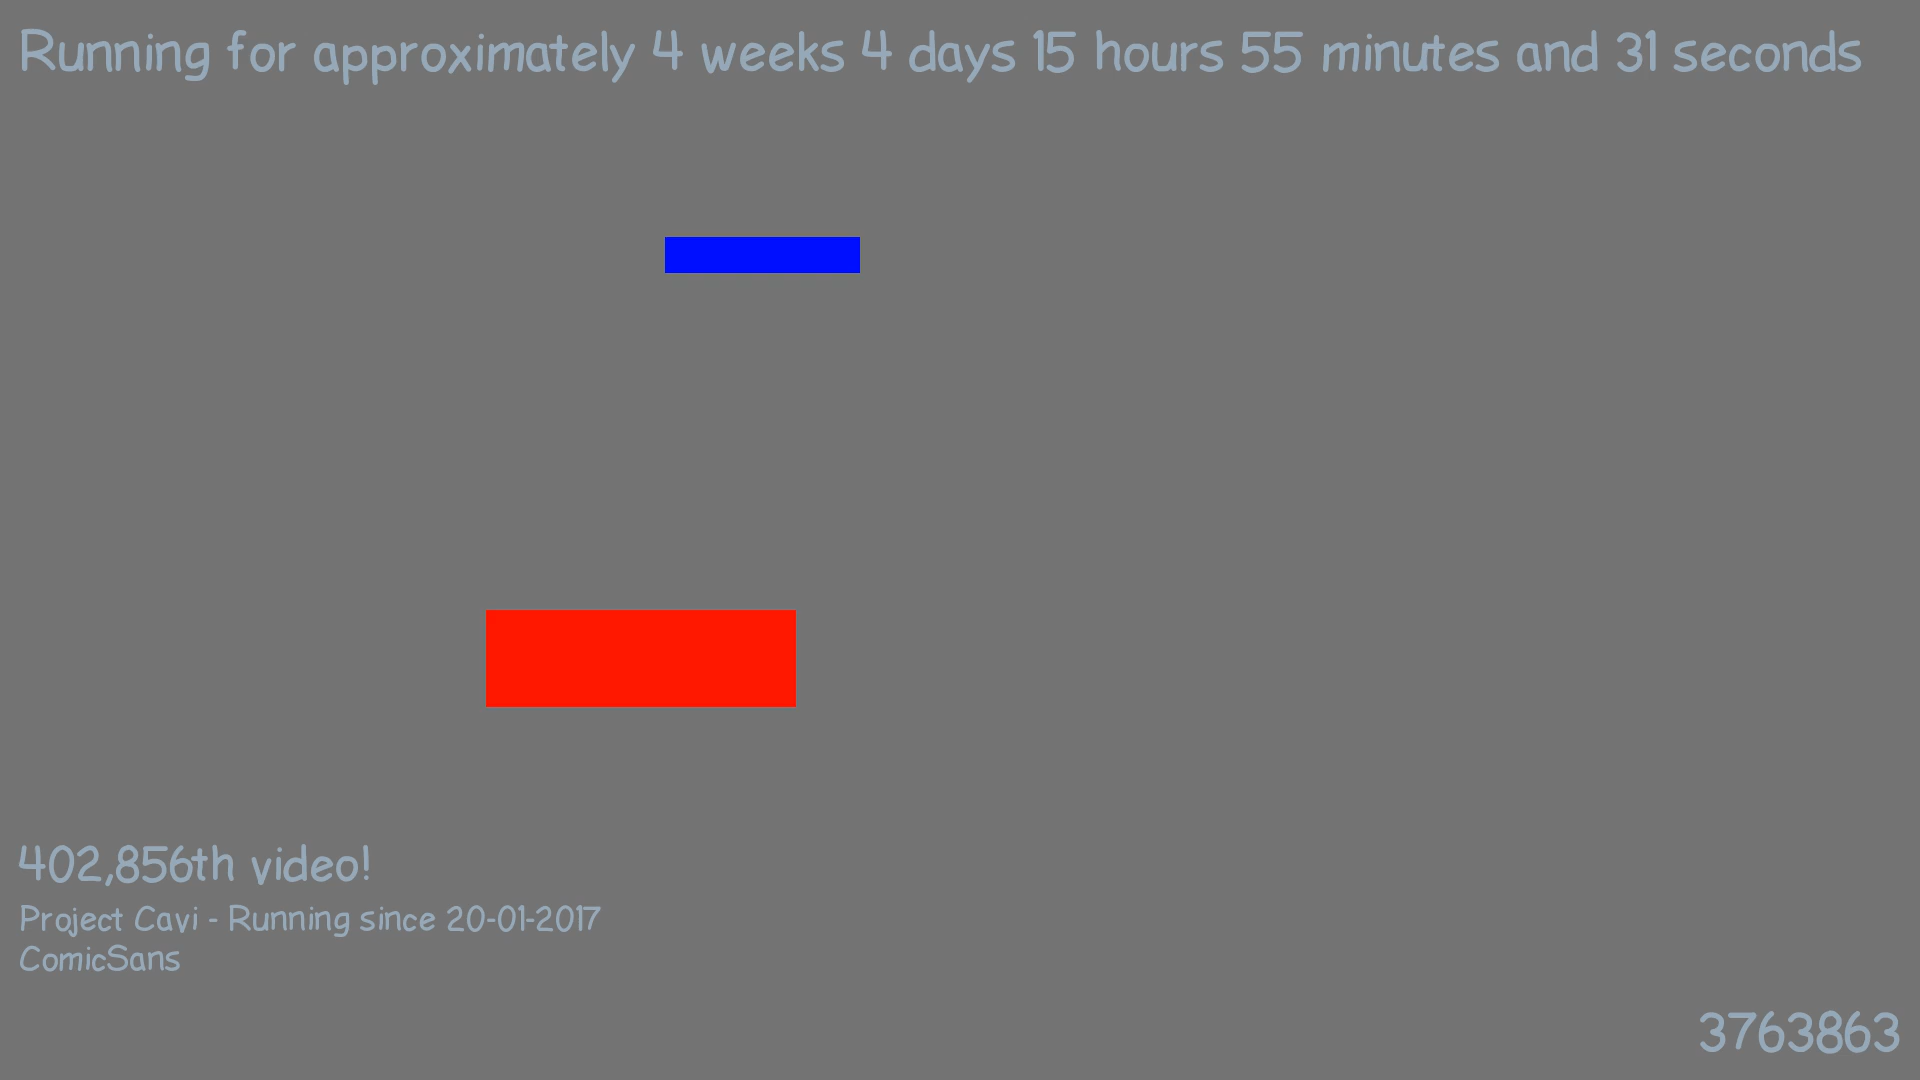 Running for approximately 4 weeks 4 days 15 hours 55 minutes and 31 seconds
402,856th video!
Project Cavi - Running since 20-01-2017
ComicSans
3763863